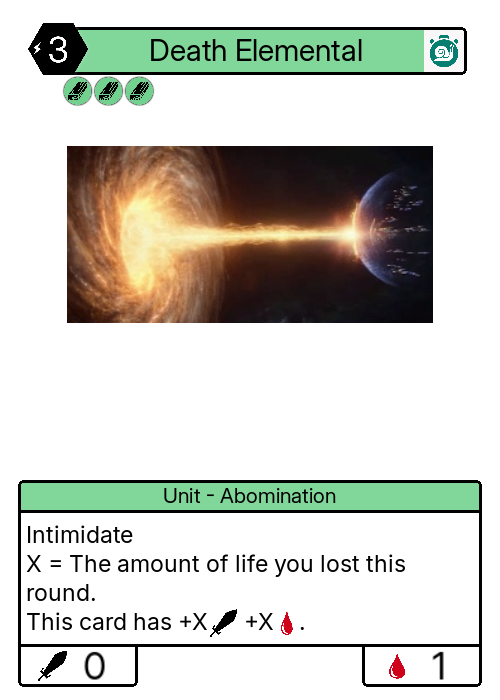 3
Death Elemental
Unit - Abomination
Intimidate
X = The amount of life you lost this
round.
This card has +X +X .
0
1